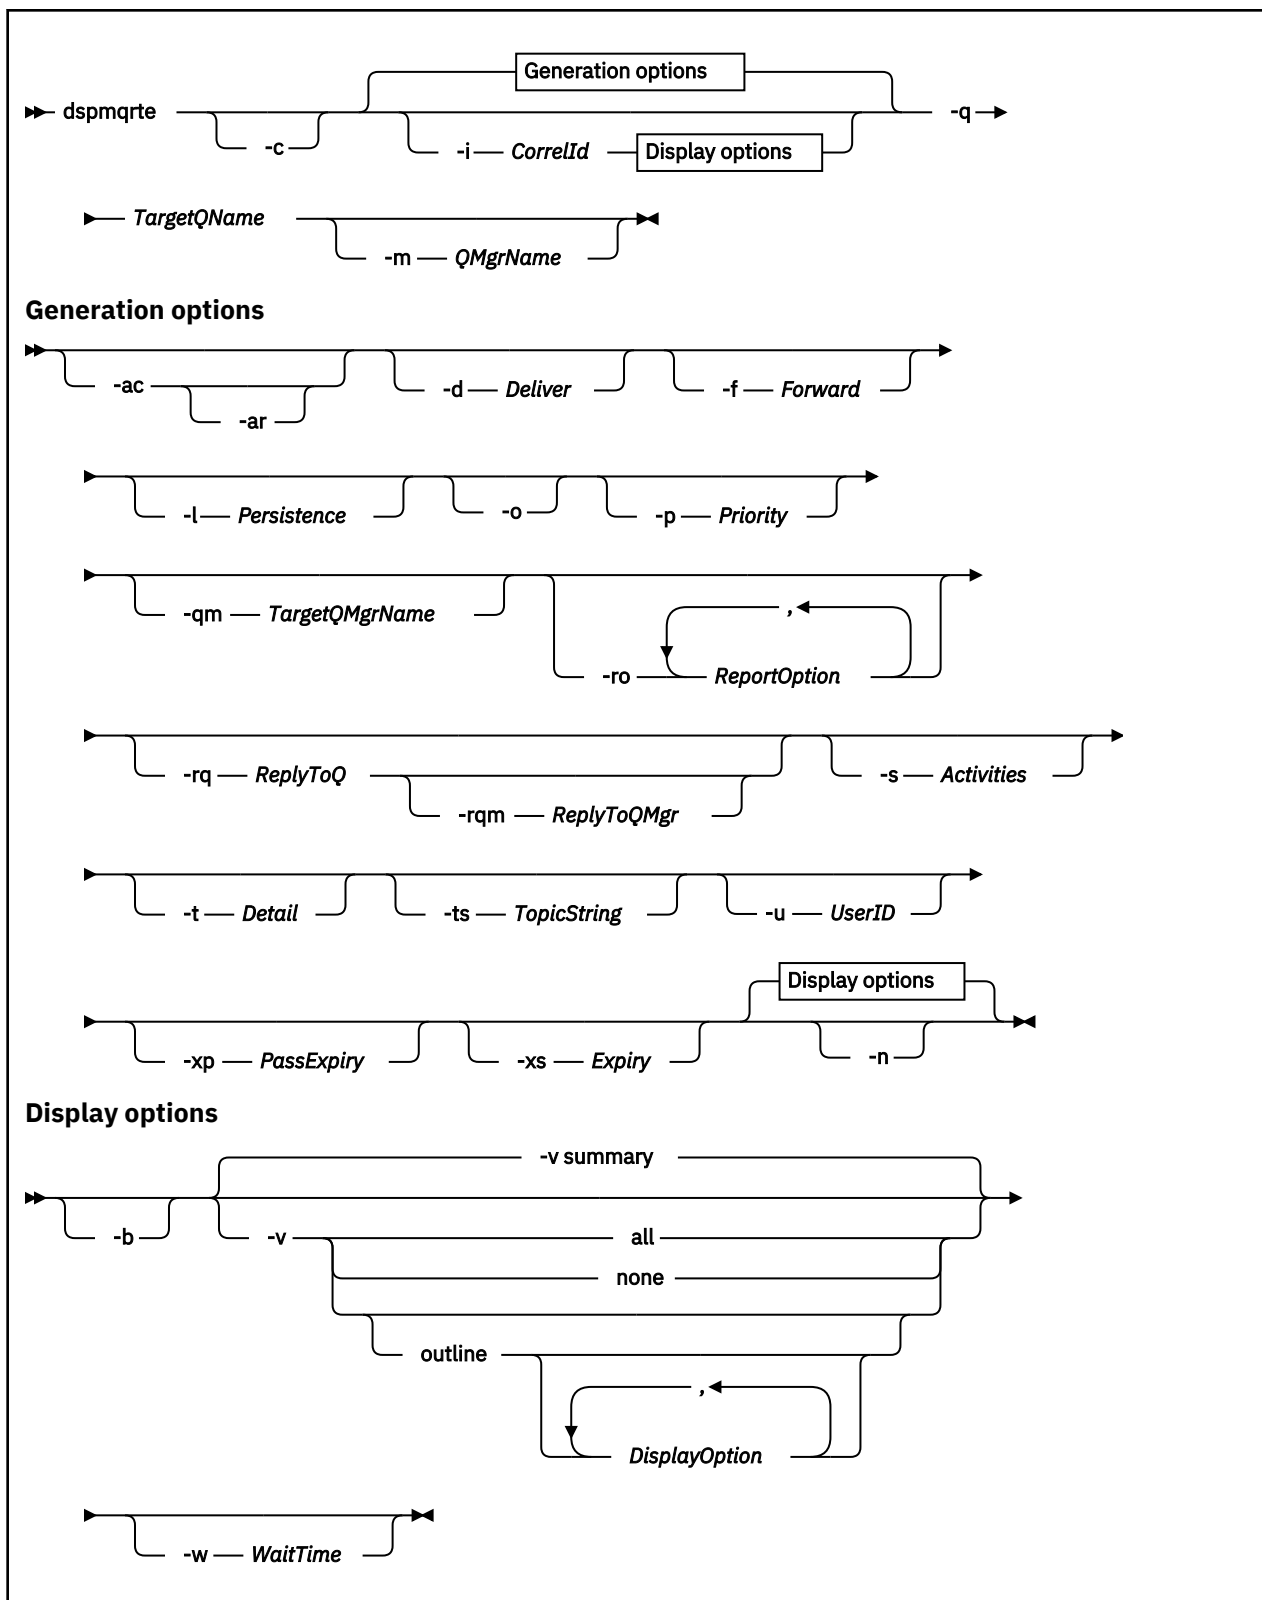 Generation options
dspmqrte -q
-c -i CorrelId Display options
TargetQName
-m QMgrName
Generation options
-ac -d Deliver -f Forward
-ar
-l Persistence -o -p Priority
-qm TargetQMgrName ,
-ro ReportOption
-rq ReplyToQ -s Activities
-rqm ReplyToQMgr
-t Detail -ts TopicString -u UserID
Display options
-xp PassExpiry -xs Expiry -n
Display options
-v summary
-b -v all
none
outline
,
DisplayOption
-w WaitTime